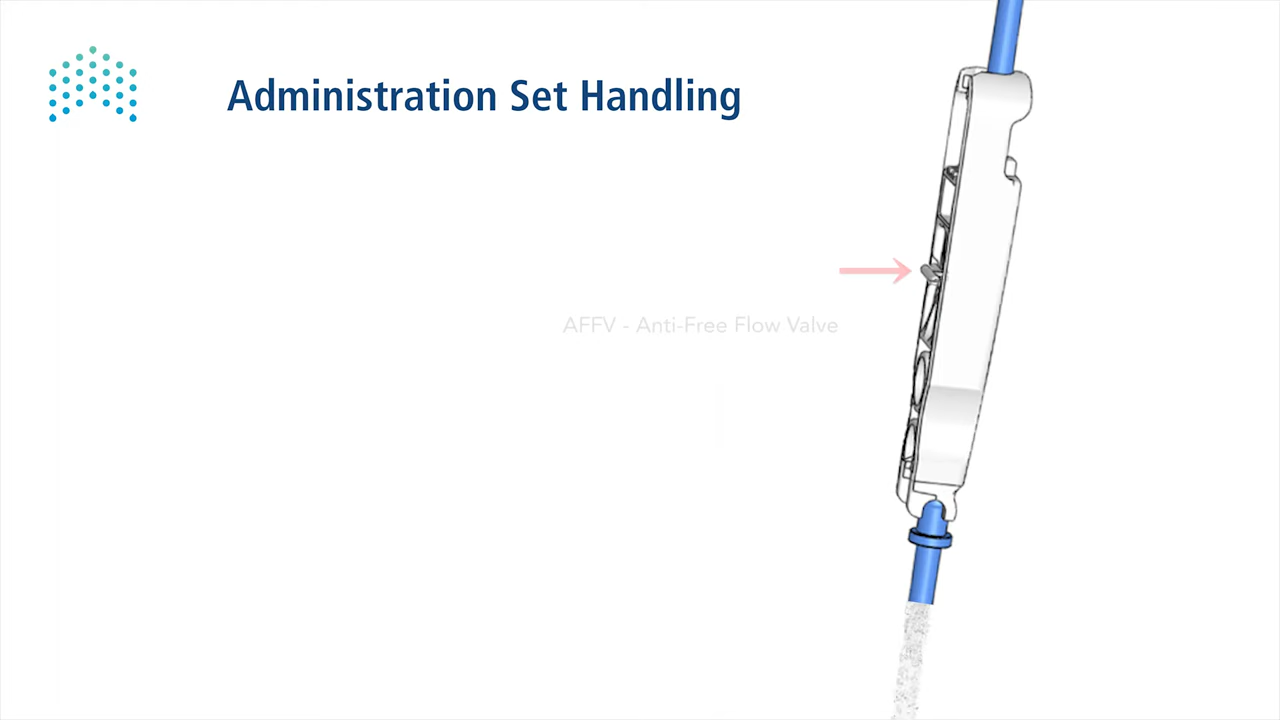 Administration Set Handling
AFFV - Anti-Free Flow Valve